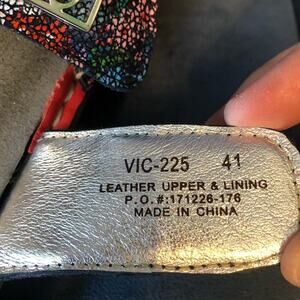 VIC-225 41
LEATHER UPPER & LINING
P.O.#:171226-176
MADE IN CHINA